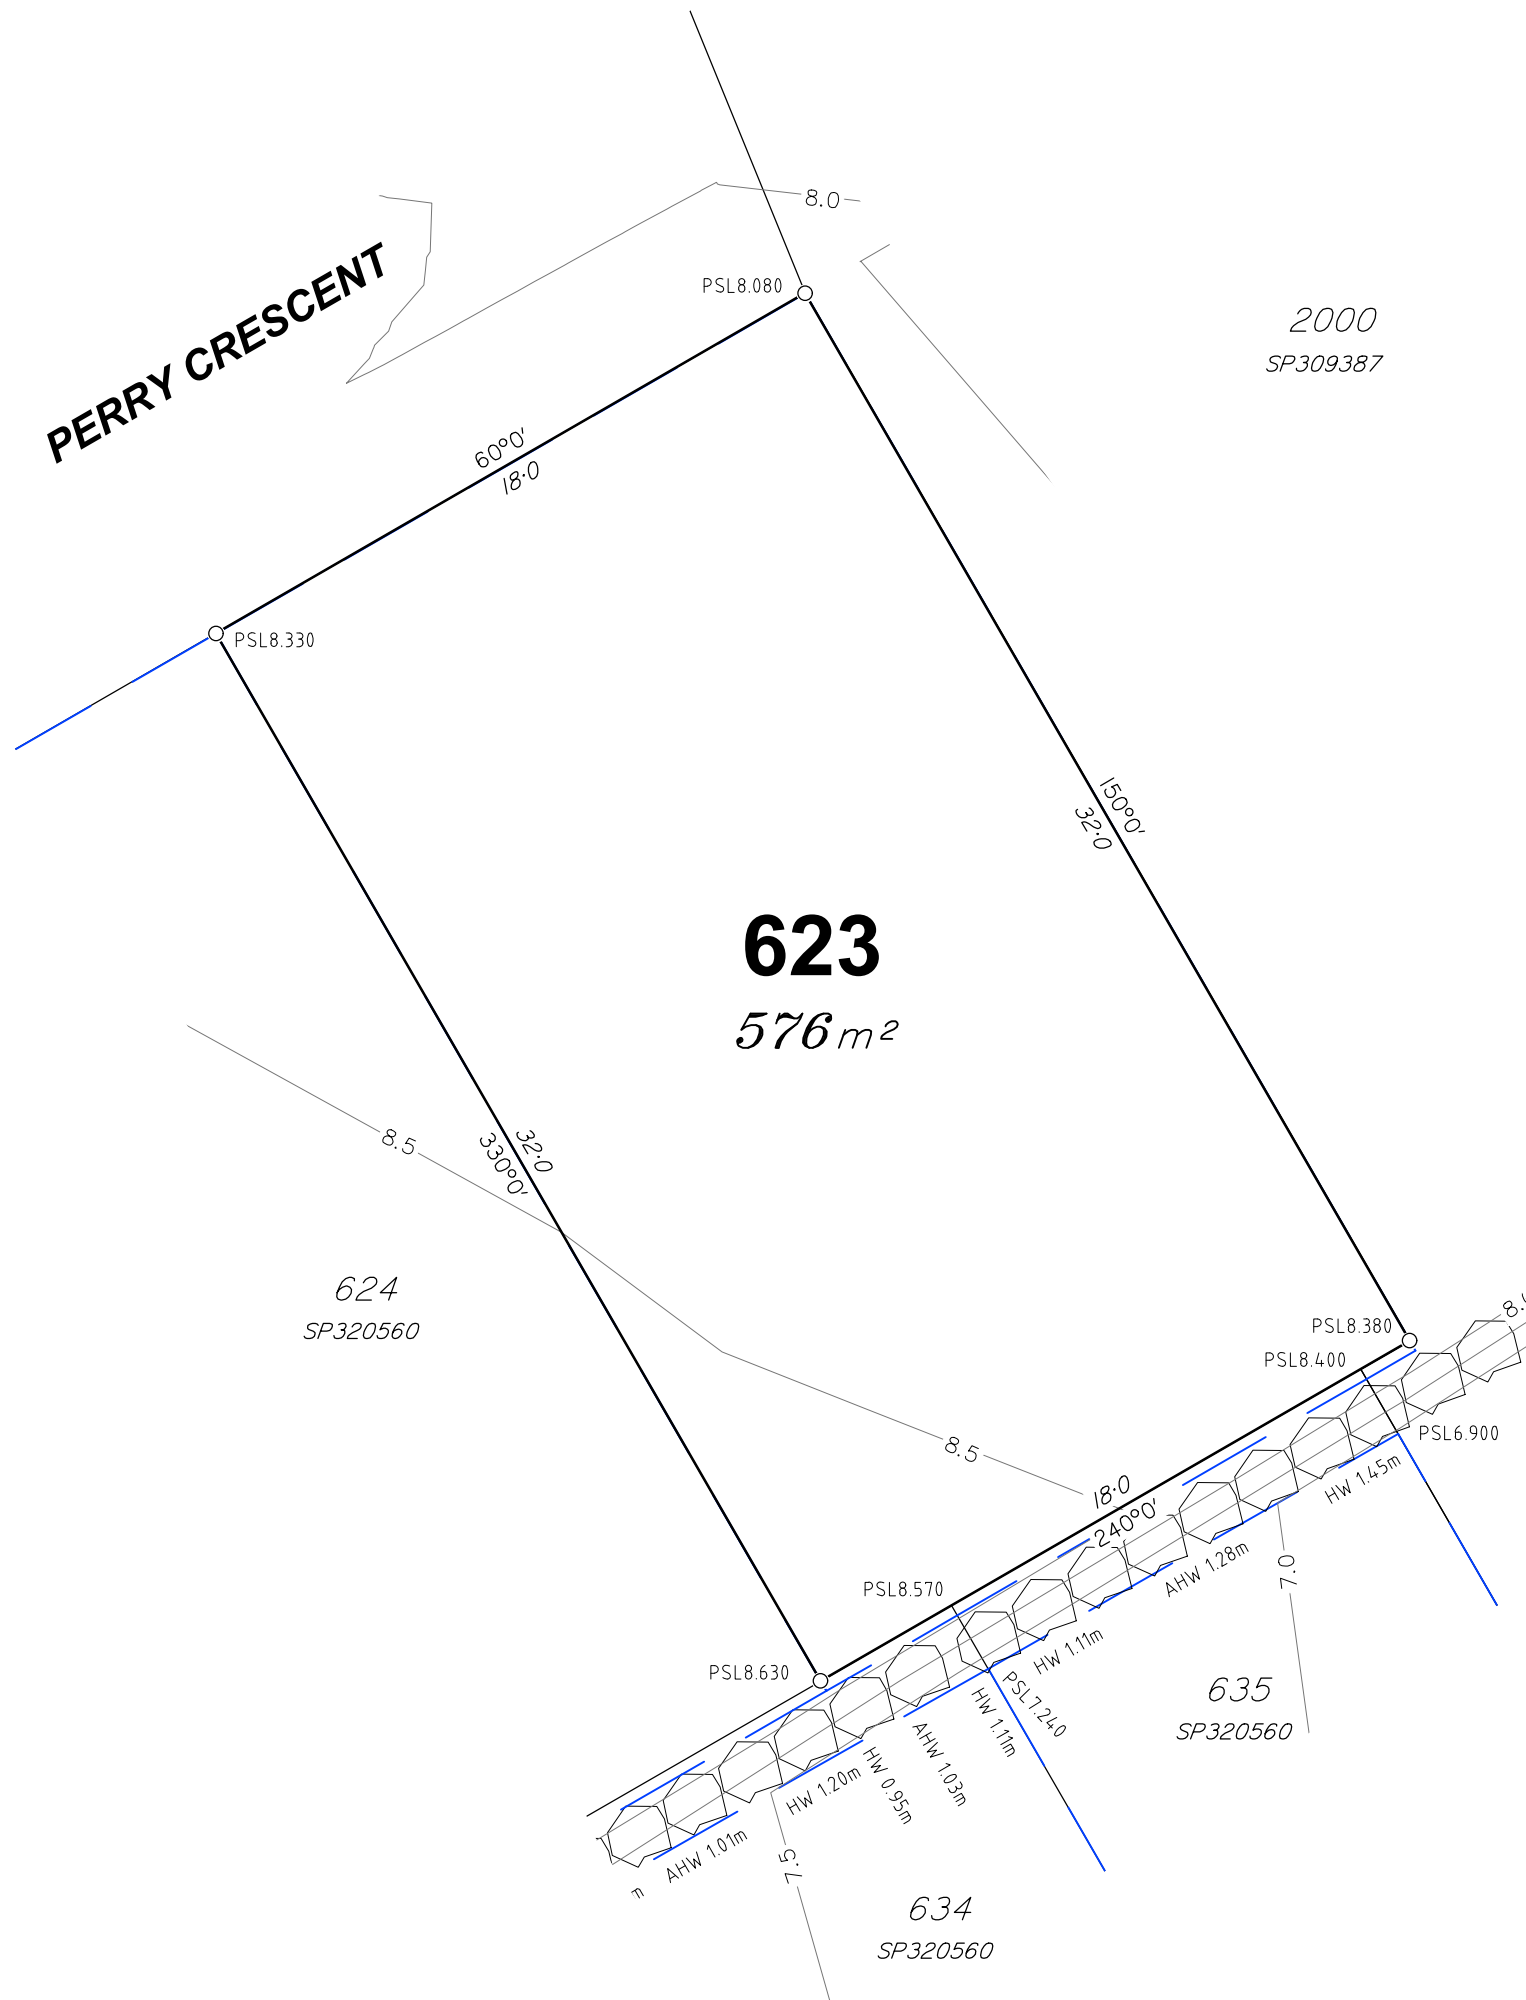 8.0
PERRY CRESCENT
PSL8.080
2000
SP309387
60°0'
18·0
PSL8.330
150°0'
32·0
623
576 m²
8.5
32·0
330°0'
624
SP320560
PSL8.380
PSL8.400
PSL6.900
8.5
18·0
240°0'
HW 1.45m
AHW 1.28m
7.0
PSL8.570
HW 1.11m
PSL8.630
PSL7.240
HW 1.11m
AHW 1.03m
HW 0.95m
HW 1.20m
AHW 1.01m
7.5
635
SP320560
634
SP320560